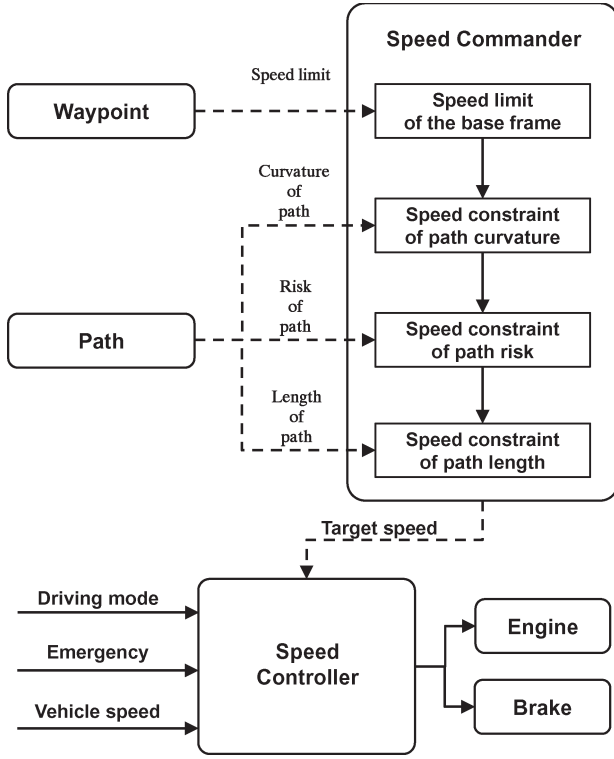 Speed Commander
Speed limit
Waypoint
Speed limit
of the base frame
Curvature
of
path
Speed constraint
of path curvature
Risk
of
path
Path
Speed constraint
of path risk
Length
of
path
Speed constraint
of path length
Target speed
Driving mode
Emergency
Vehicle speed
Speed
Controller
Engine
Brake